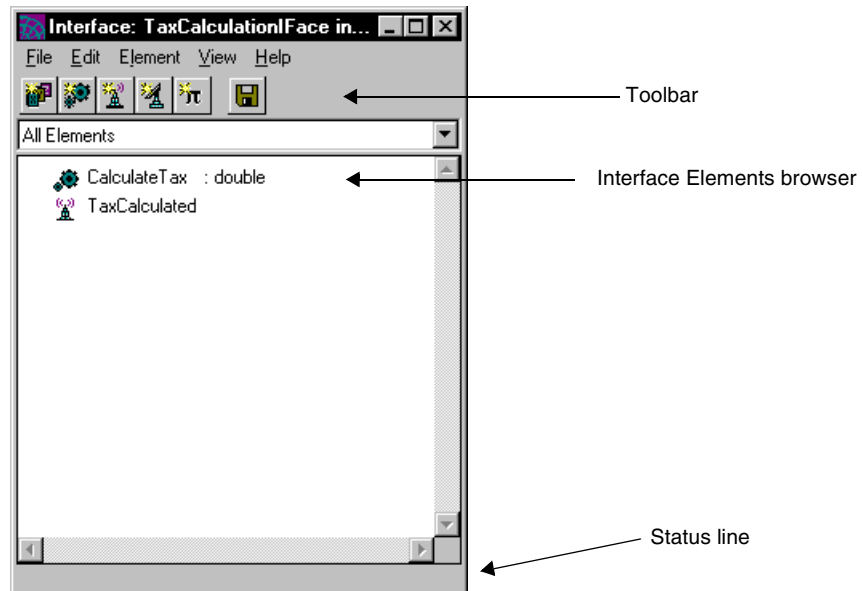 Interface: TaxCalculationIFace in...
File Edit Element View Help
π
Toolbar
All Elements
CalculateTax : double
Interface Elements browser
TaxCalculated
Status line